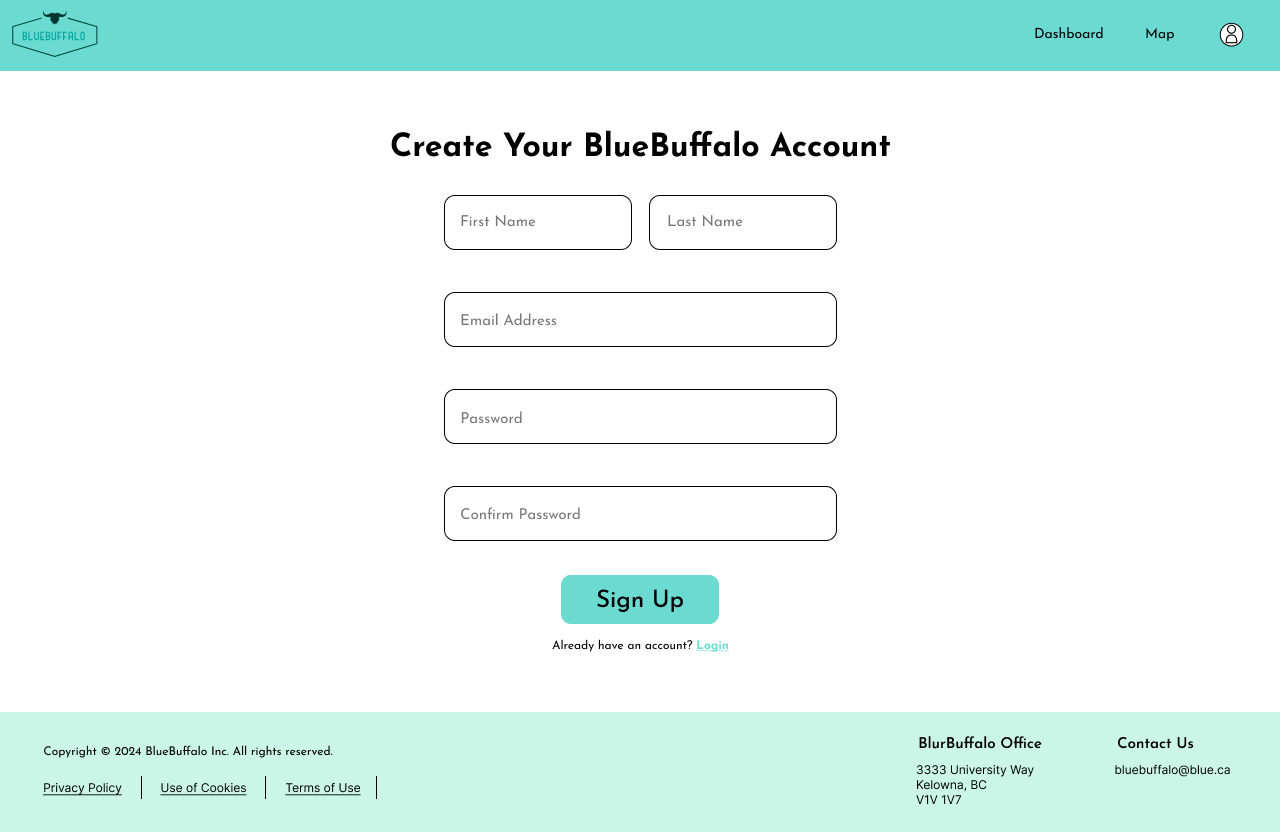 BLUEBUFFALO
Dashboard Map
Create Your BlueBuffalo Account
First Name Last Name
Email Address
Password
Confirm Password
Sign Up
Already have an account? Login
Copyright © 2024 BlueBuffalo Inc. All rights reserved.
Privacy Policy Use of Cookies Terms of Use
BlurBuffalo Office
3333 University Way
Kelowna, BC
V1V 1V7
Contact Us
bluebuffalo@blue.ca